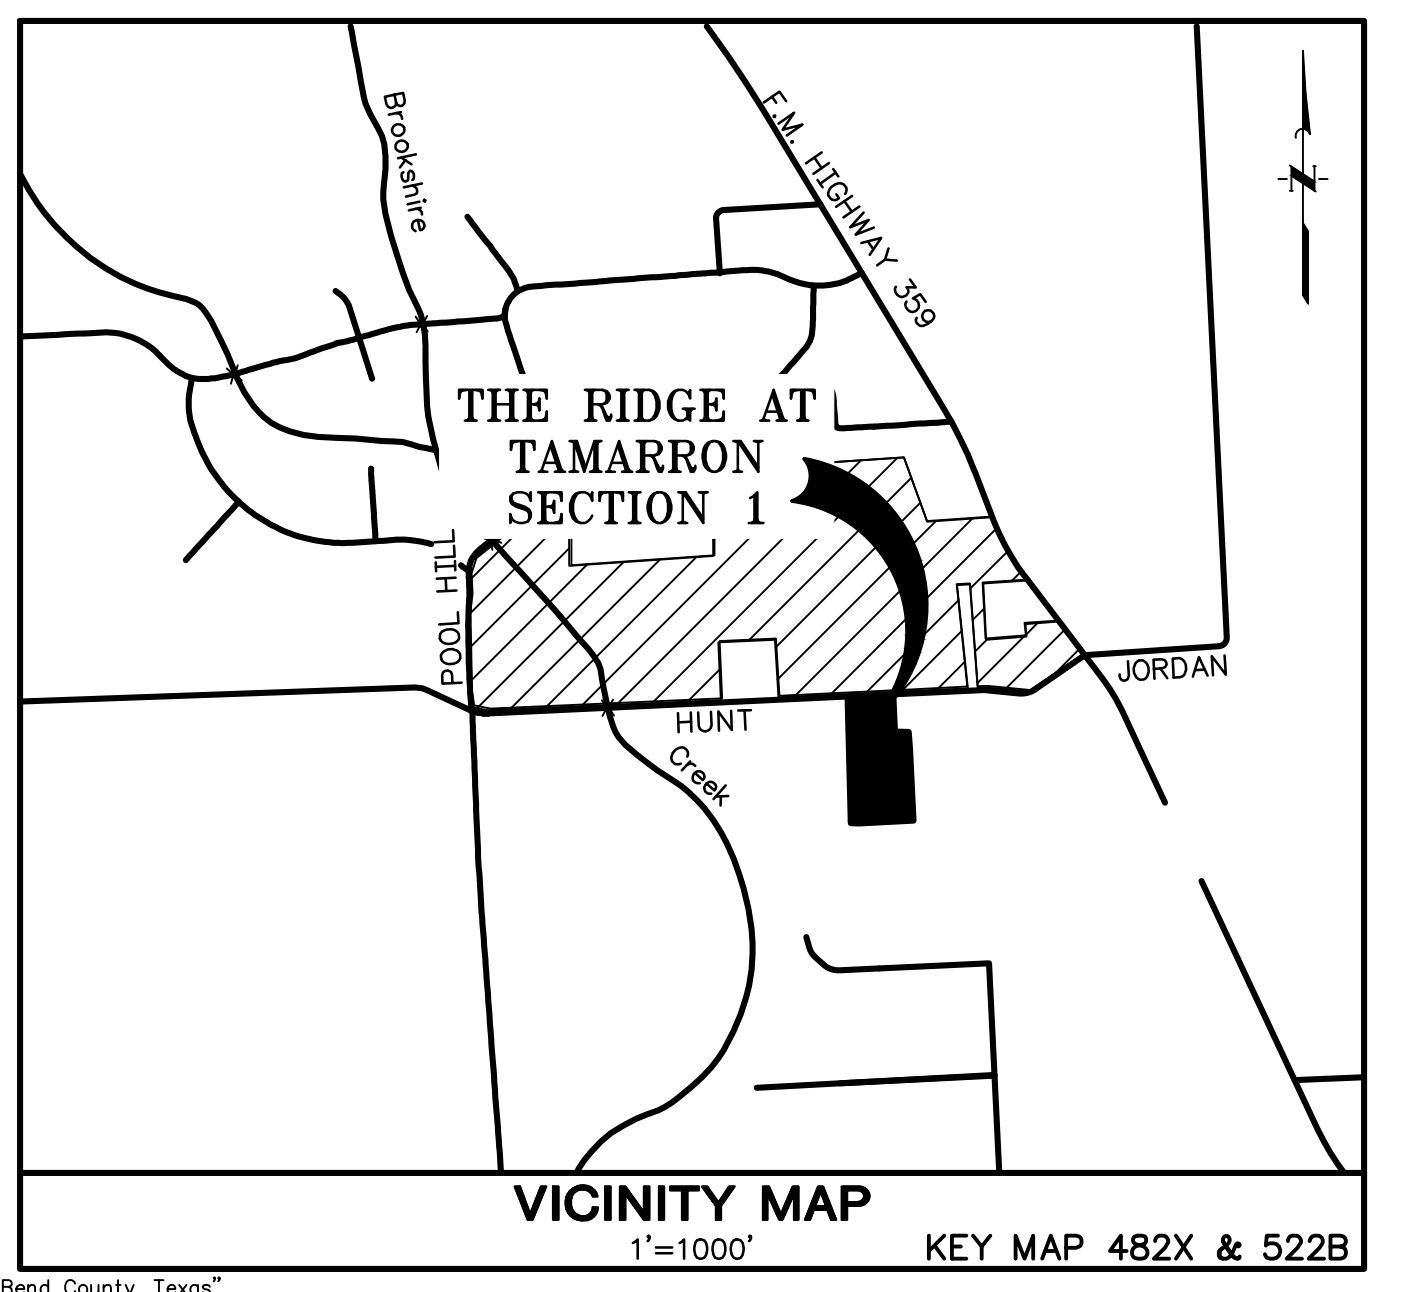 Brookshire
F.M. HIGHWAY 359
N
THE RIDGE AT
TAMARRON
SECTION 1
POOL HILL
JORDAN
HUNT
Creek
VICINITY MAP
1'=1000'
KEY MAP 482X & 522B
Bend County, Texas"